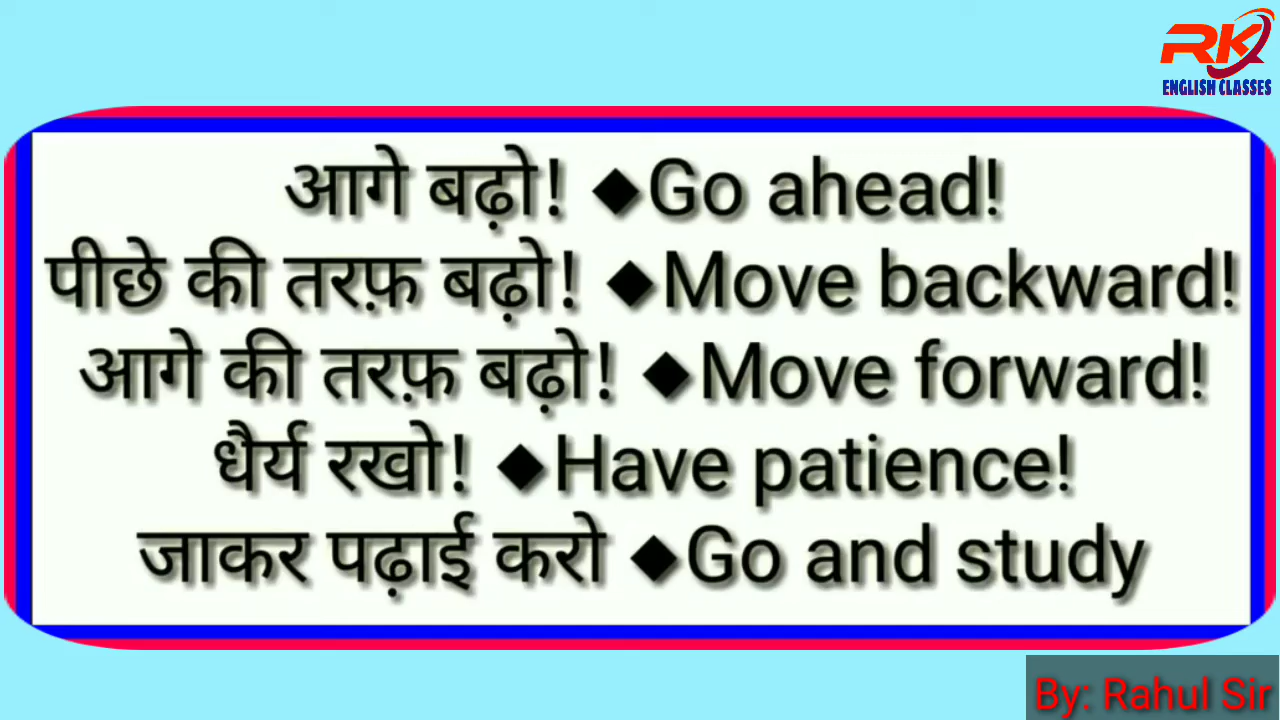 RK
ENGLISH CLASSES
आगे बढ़ो! ◆Go ahead!
पीछे की तरफ़ बढ़ो! ◆Move backward!
आगे की तरफ़ बढ़ो! ◆Move forward!
धैर्य रखो! ◆Have patience!
जाकर पढ़ाई करो ◆Go and study
By: Rahul Sir